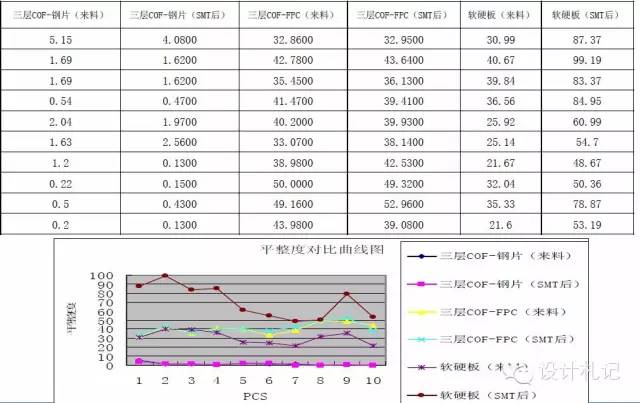 三层COF-钢片（来料） 三层COF-钢片（SMT后） 三层COF-FPC（来料） 三层COF-FPC（SMT后） 软硬板（来料） 软硬板（SMT后）
5.15 4.0800 32.8600 32.9500 30.99 87.37
1.69 1.6200 42.7800 43.6400 40.67 99.19
1.69 1.6200 35.4500 36.1300 39.84 83.37
0.54 0.4700 41.4700 39.4100 36.56 84.95
2.04 1.9700 40.2000 39.9300 25.92 60.99
1.63 2.5600 33.0700 38.1400 25.14 54.7
1.2 0.1300 38.9800 42.5300 21.67 48.67
0.22 0.1500 50.0000 49.3200 32.04 50.36
0.5 0.4300 49.1600 52.9600 35.33 78.87
0.2 0.1300 43.9800 39.0800 21.6 53.19
平整度对比曲线图
平整度
100
90
80
70
60
50
40
30
20
10
0
1 2 3 4 5 6 7 8 9 10
PCS
三层COF-钢片（来料）
三层COF-钢片（SMT后）
三层COF-FPC（来料）
三层COF-FPC（SMT后）
软硬板（来料）
软硬板（SMT后）
设计札记